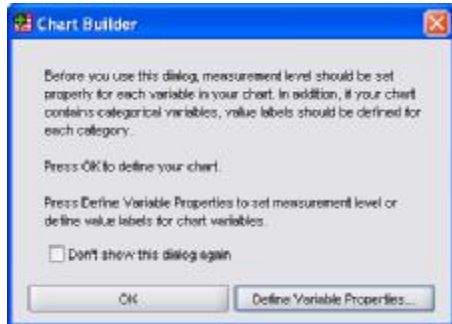 Chart Builder
Before you use this dialog, measurement level should be set
property for each variable in your chart. In addition, if your chart
contains categorical variables, value labels should be defined for
each category.
Press OK to define your chart.
Press Define Variable Properties to set measurement level or
define value labels for chart variables.
Don't show this dialog again
OK
Define Variable Properties...